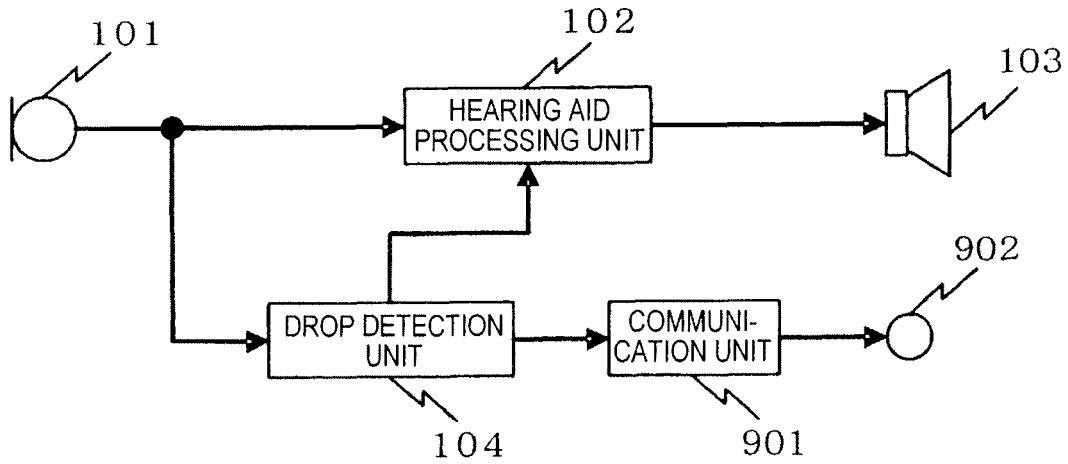 101
102
103
HEARING AID
PROCESSING UNIT
902
DROP DETECTION
UNIT
COMMUNI-
CATION UNIT
104
901